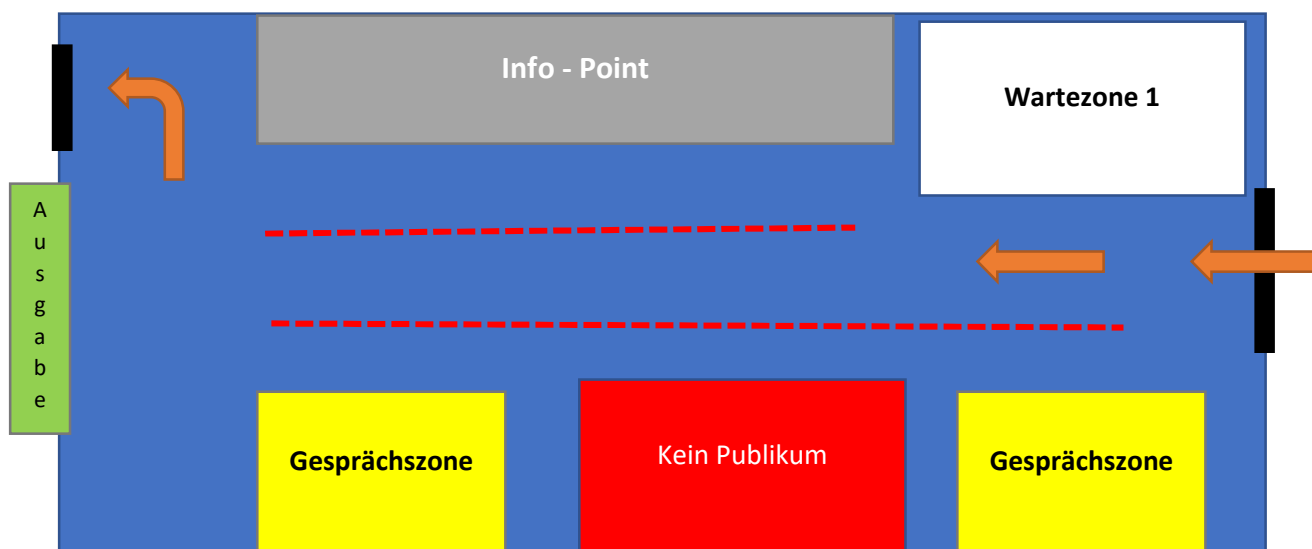 Info - Point
Wartezone 1
A
u
s
g
a
b
e
Gesprächszone
Kein Publikum
Gesprächszone